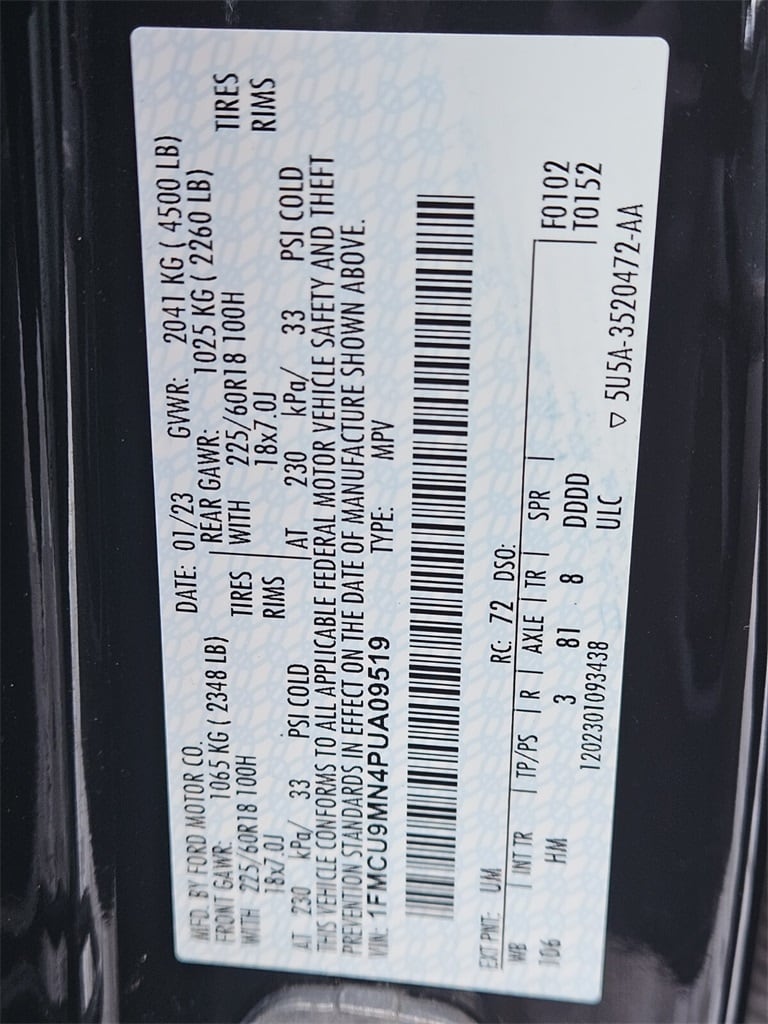 MFD. BY FORD MOTOR CO. DATE: 01/23 GVWR: 2041 KG ( 4500 LB)
FRONT GAWR: 1065 KG ( 2348 LB) REAR GAWR: 1025 KG ( 2260 LB)
WITH 225/60R18 100H TIRES WITH 225/60R18 100H TIRES
18x7.0J RIMS 18x7.0J RIMS
AT 230 kPa/ 33 PSI COLD AT 230 kPa/ 33 PSI COLD
THIS VEHICLE CONFORMS TO ALL APPLICABLE FEDERAL MOTOR VEHICLE SAFETY AND THEFT
PREVENTION STANDARDS IN EFFECT ON THE DATE OF MANUFACTURE SHOWN ABOVE.
VIN: 1FMCU9MN4PUA09519 TYPE: MPV
EXT PNT: UM RC: 72 DSO:
WB INT TR TP/PS R AXLE TR SPR F0102
106 HM 3 81 8 DDDD T0152
1202301093438 ULC
▽ 5U5A-3520472-AA